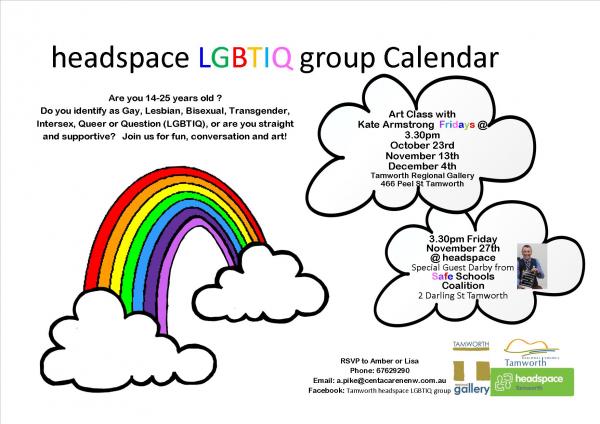 headspace LGBTIQ group Calendar
Are you 14-25 years old ?
Do you identify as Gay, Lesbian, Bisexual, Transgender,
Intersex, Queer or Question (LGBTIQ), or are you straight
and supportive? Join us for fun, conversation and art!
Art Class with
Kate Armstrong Fridays @
3.30pm
October 23rd
November 13th
December 4th
Tamworth Regional Gallery
466 Peel St Tamworth
3.30pm Friday
November 27th
@ headspace
Special Guest Darby from
Safe Schools
Coalition
2 Darling St Tamworth
RSVP to Amber or Lisa
Phone: 67629290
Email: a.pike@centacarenenw.com.au
Facebook: Tamworth headspace LGBTIQ group
TAMWORTH
REGIONAL
gallery
REGIONAL COUNCIL
Tamworth
headspace
Tamworth